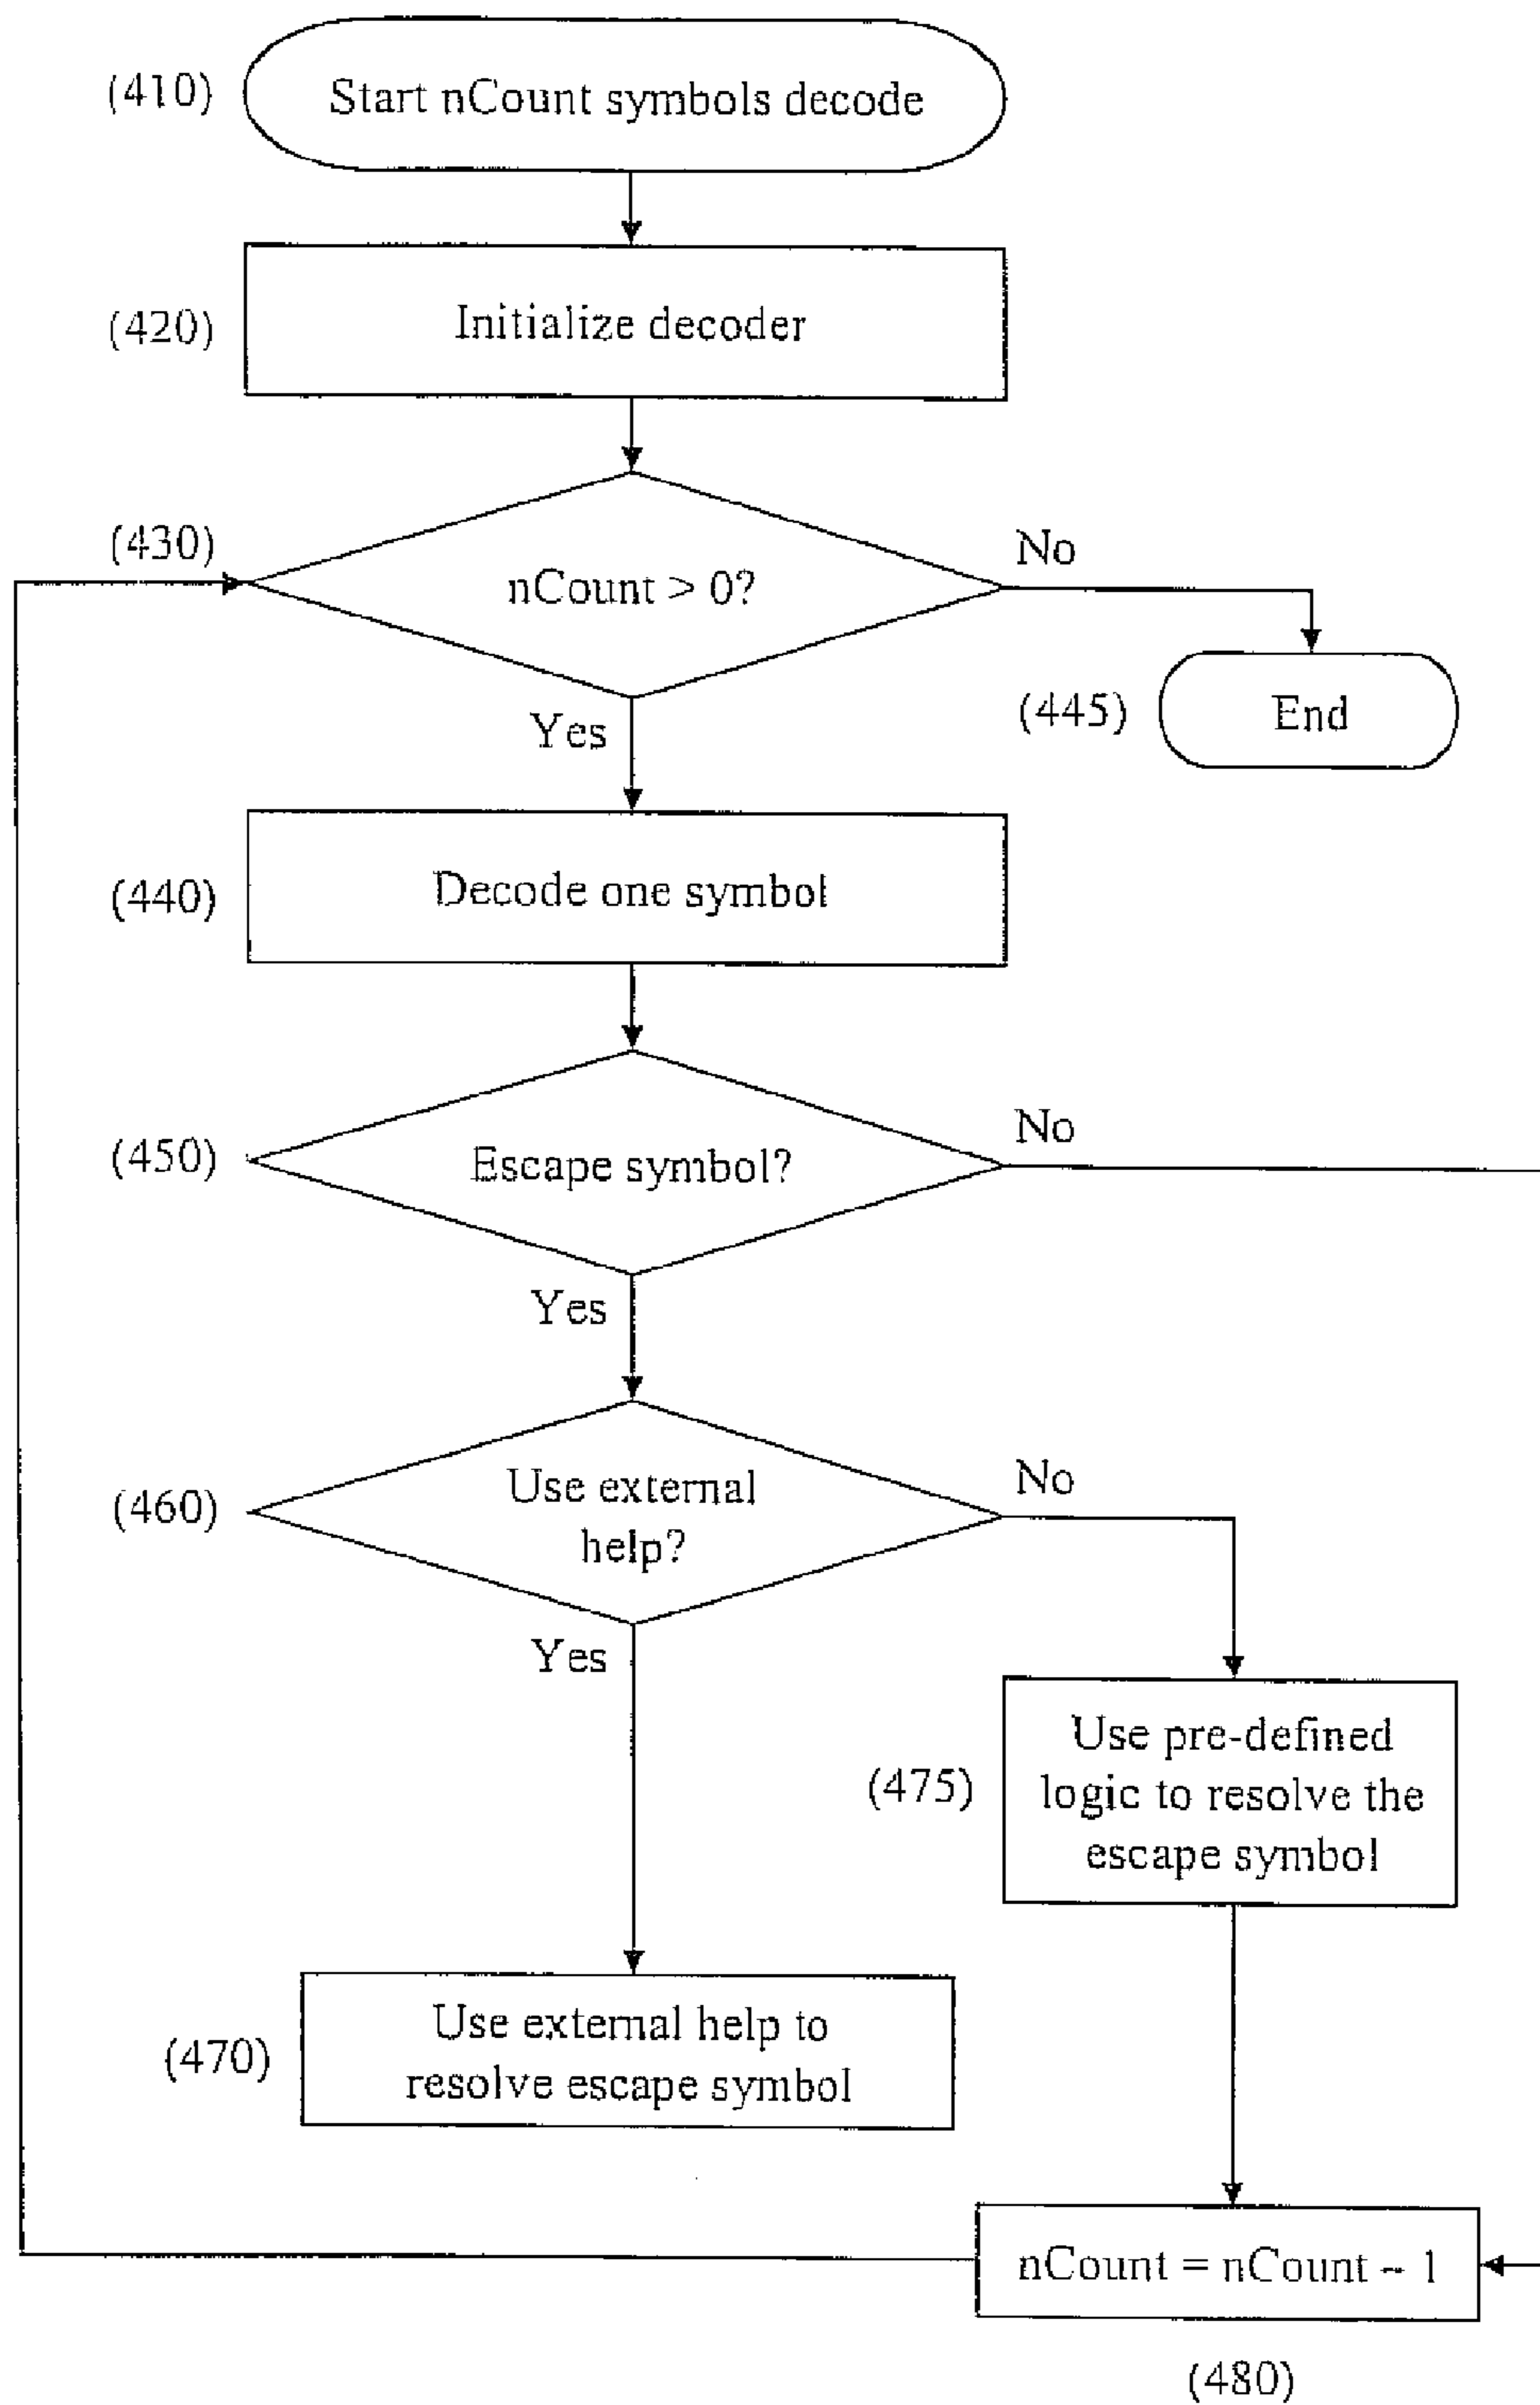 (410)
Start nCount symbols decode
(420)
Initialize decoder
(430)
nCount > 0?
No
(445)
End
Yes
(440)
Decode one symbol
(450)
Escape symbol?
No
Yes
(460)
Use external
help?
No
Yes
(475)
Use pre-defined
logic to resolve the
escape symbol
(470)
Use external help to
resolve escape symbol
nCount = nCount - 1
(480)